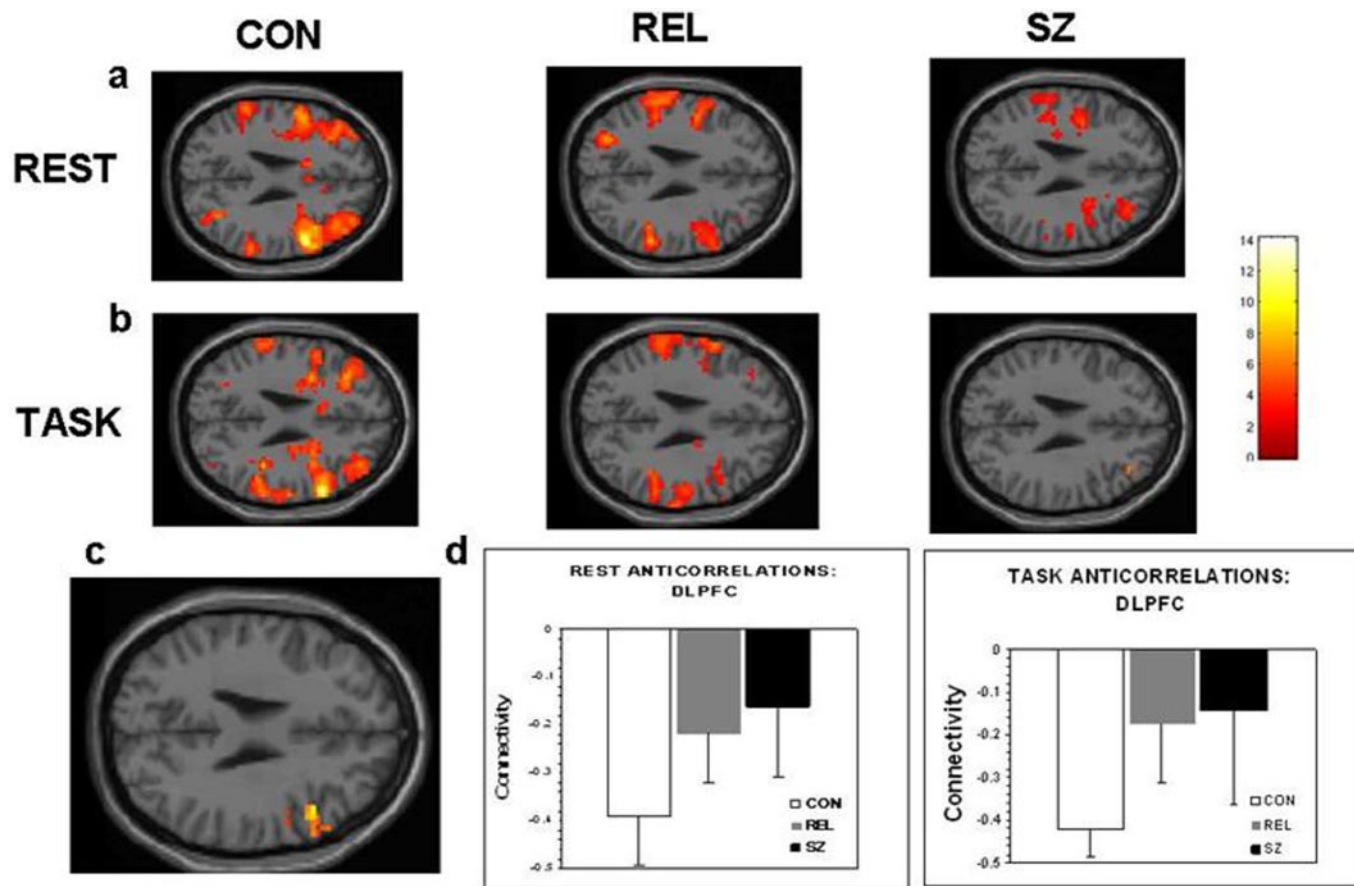 CON REL SZ
a
REST
14
12
10
8
6
4
2
0
b
TASK
c
d
REST ANTICORRELATIONS:
DLPFC
0
-0.1
-0.2
-0.3
-0.4
-0.5
Connectivity
CON
REL
SZ
TASK ANTICORRELATIONS:
DLPFC
0
-0.1
-0.2
-0.3
-0.4
-0.5
Connectivity
CON
REL
SZ